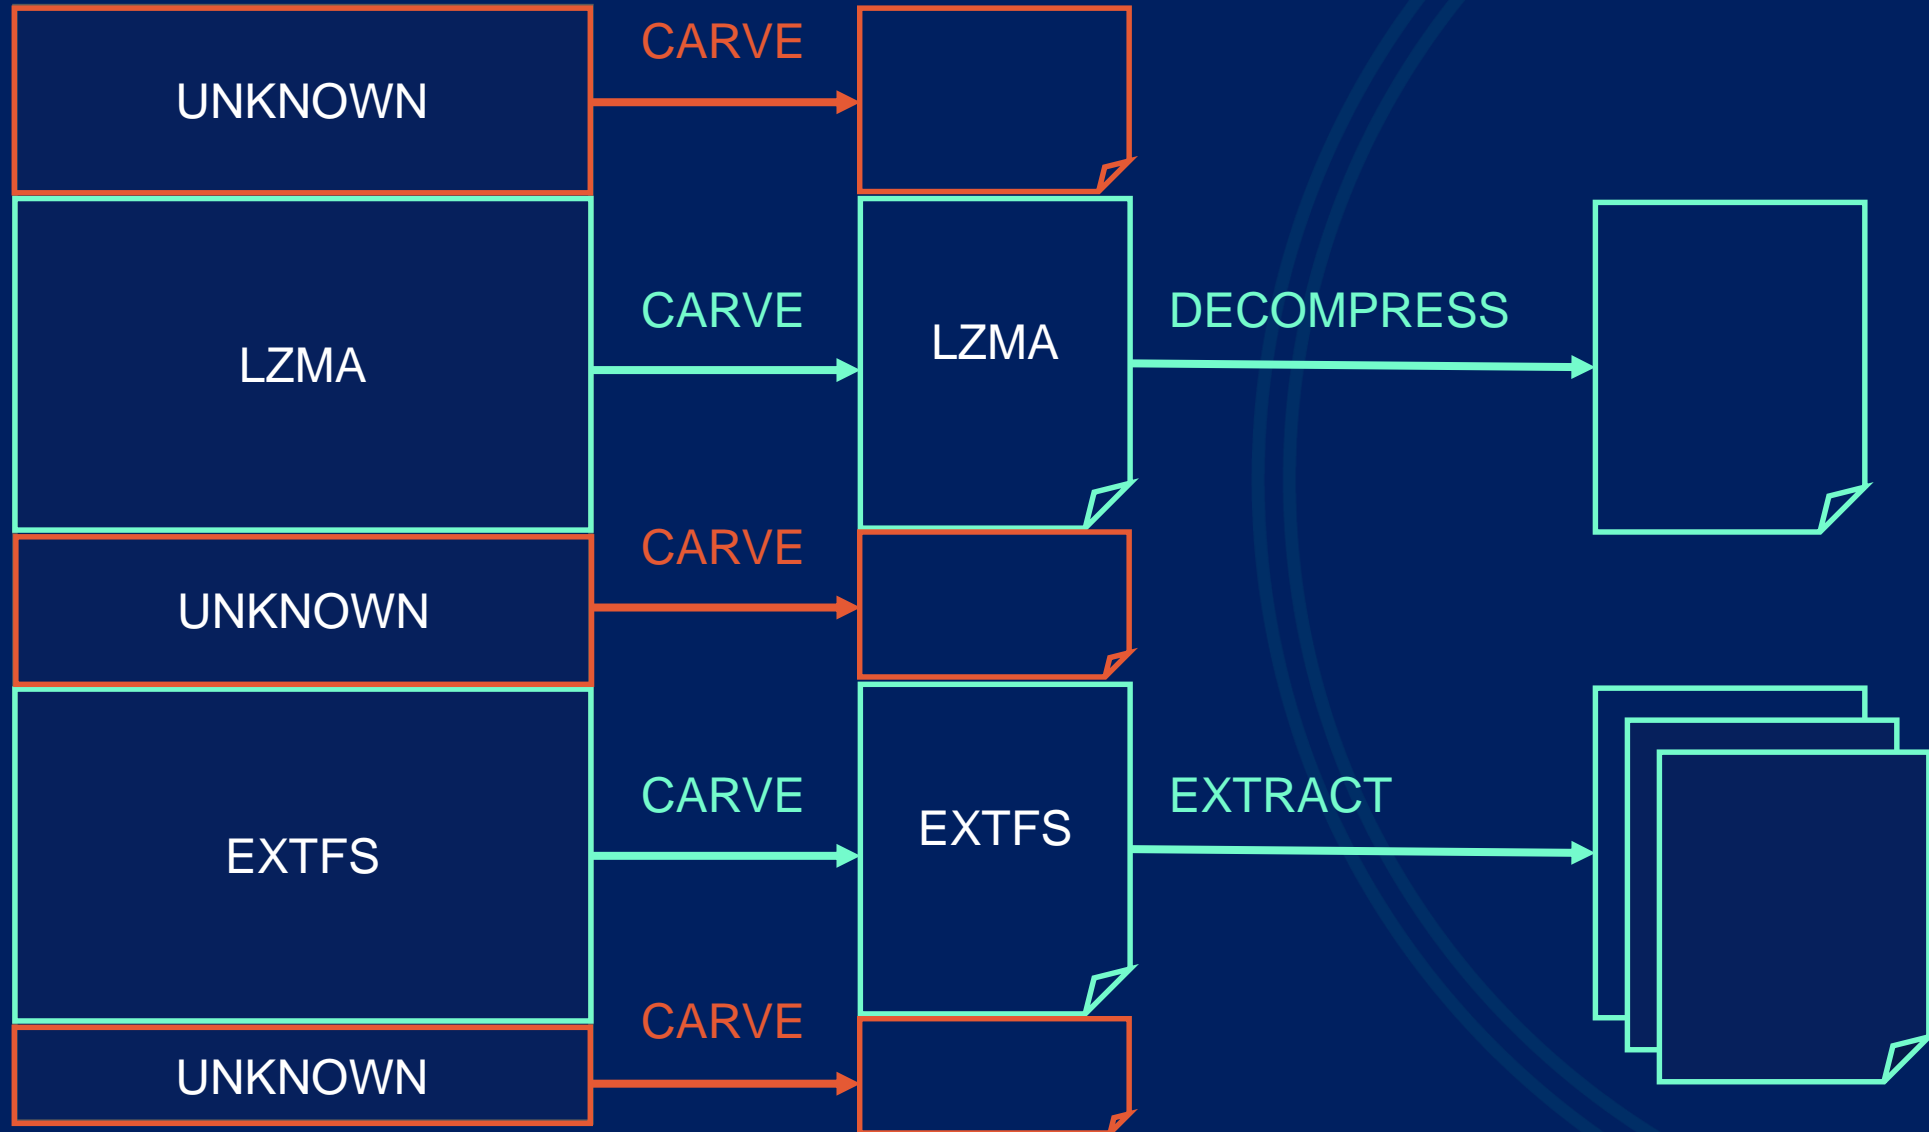 UNKNOWN
CARVE
LZMA
CARVE
LZMA
DECOMPRESS
UNKNOWN
CARVE
EXTFS
CARVE
EXTFS
EXTRACT
UNKNOWN
CARVE